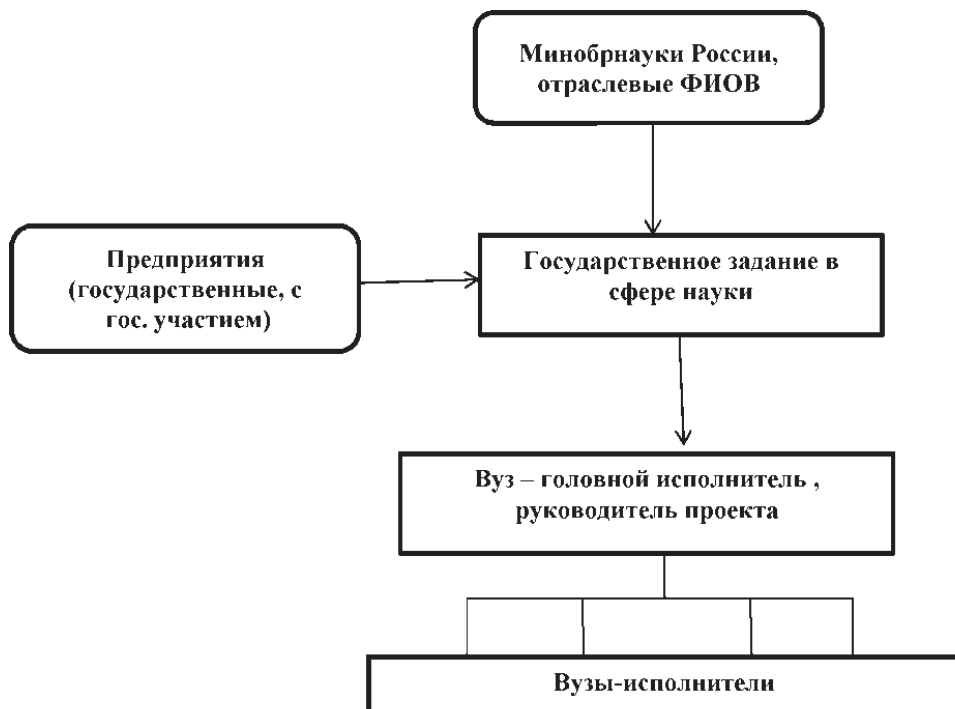 Минобрнауки России,
отраслевые ФИОВ
Предприятия
(государственные, с
гос. участием)
Государственное задание в
сфере науки
Вуз – головной исполнитель ,
руководитель проекта
Вузы-исполнители